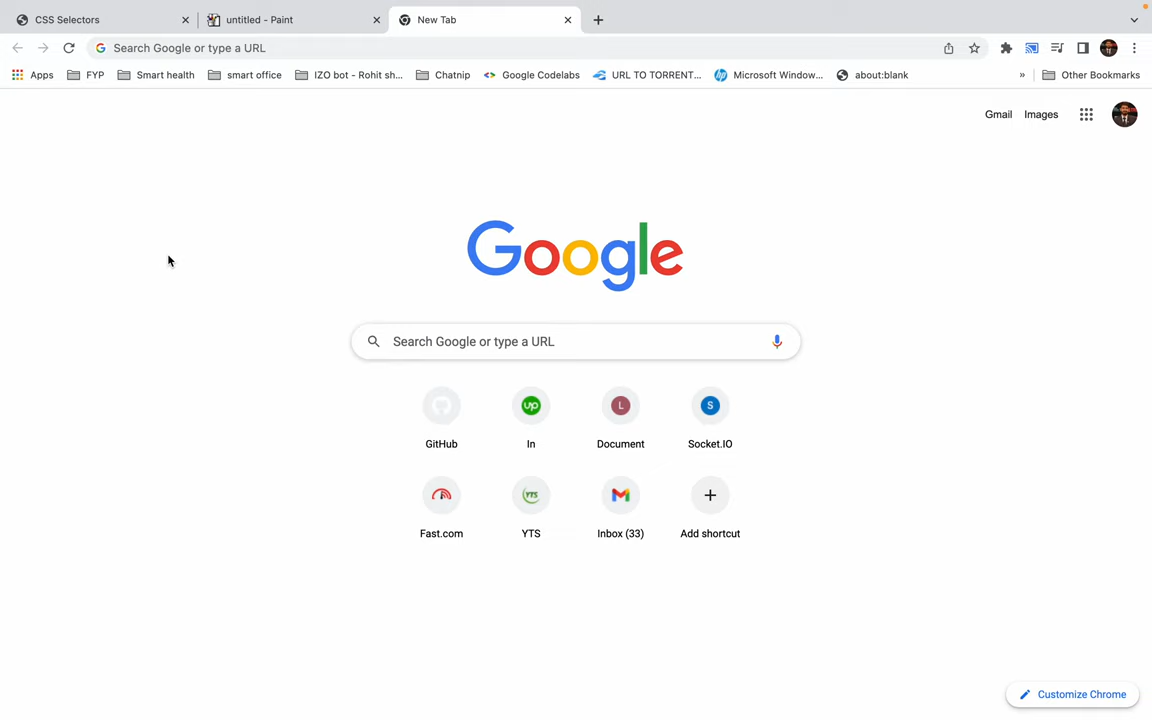 CSS Selectors
untitled - Paint
New Tab
Search Google or type a URL
Apps FYP Smart health smart office IZO bot - Rohit sh... Chatnip Google Codelabs URL TO TORRENT... Microsoft Window... about:blank » Other Bookmarks
Gmail Images
Google
Search Google or type a URL
GitHub In Document Socket.IO
Fast.com YTS Inbox (33) Add shortcut
Customize Chrome